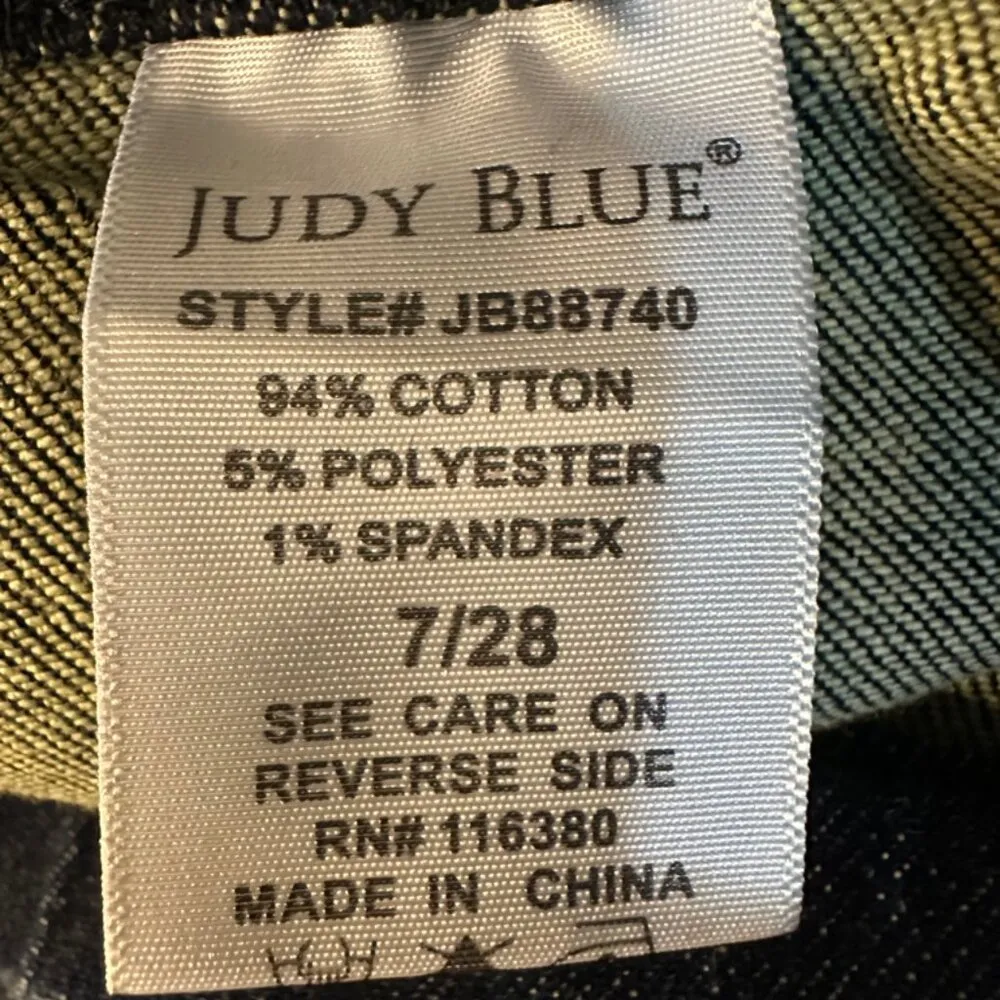 JUDY BLUE®
STYLE# JB88740
94% COTTON
5% POLYESTER
1% SPANDEX
7/28
SEE CARE ON
REVERSE SIDE
RN# 116380
MADE IN CHINA